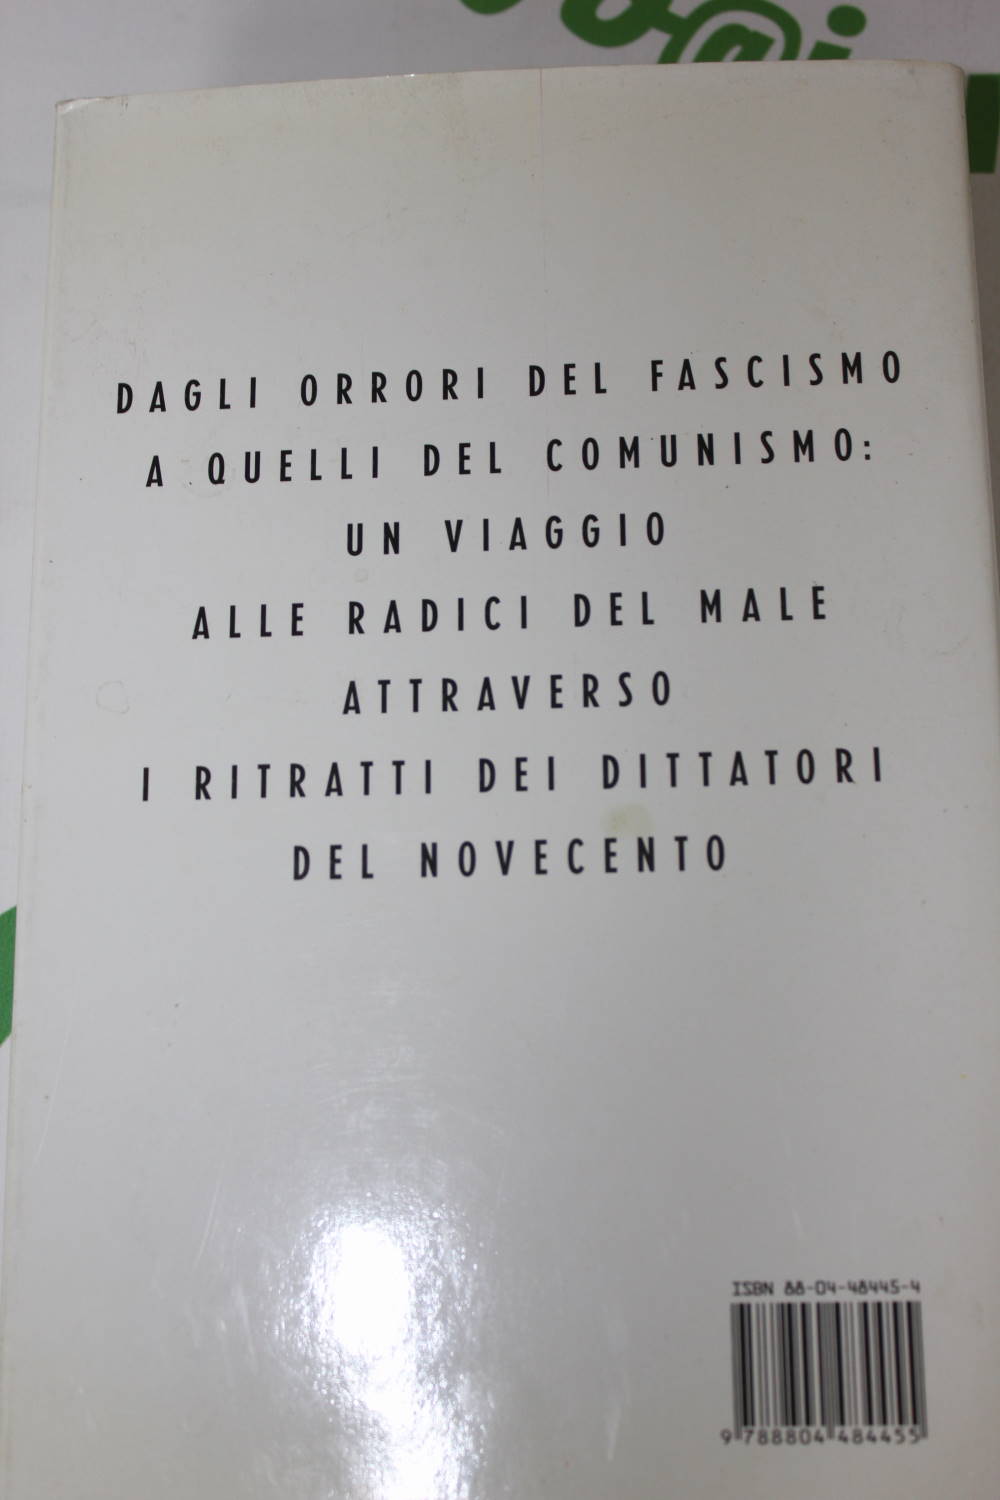 DAGLI ORRORI DEL FASCISMO
A QUELLI DEL COMUNISMO:
UN VIAGGIO
ALLE RADICI DEL MALE
ATTRAVERSO
I RITRATTI DEI DITTATORI
DEL NOVECENTO
ISBN 88-04-48445-4
9 788804 484455